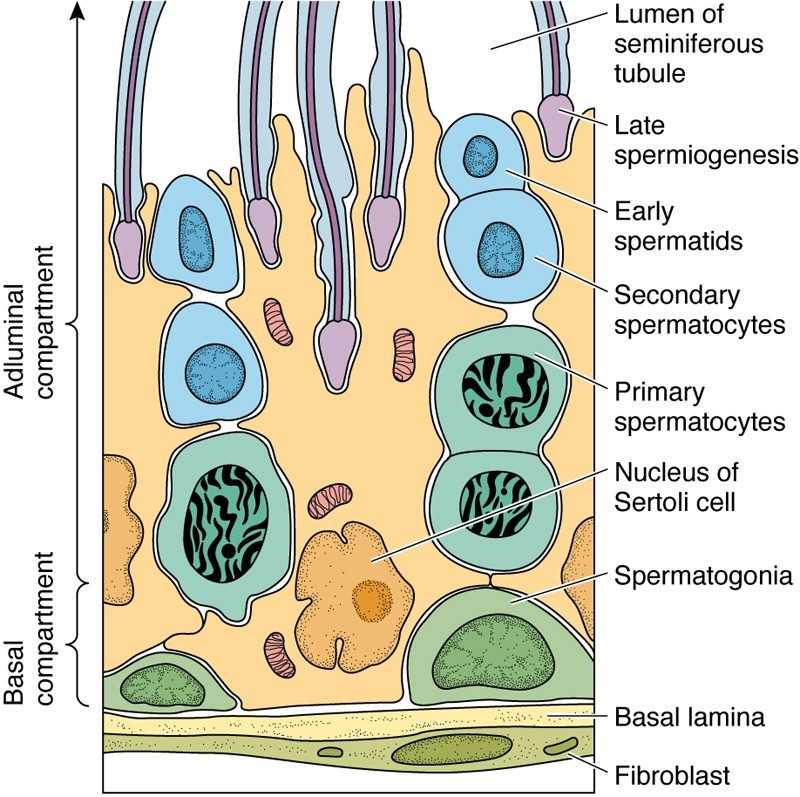 Lumen of
seminiferous
tubule
Late
spermiogenesis
Early
spermatids
Secondary
spermatocytes
Primary
spermatocytes
Nucleus of
Sertoli cell
Spermatogonia
Basal lamina
Fibroblast
Adluminal
compartment
Basal
compartment